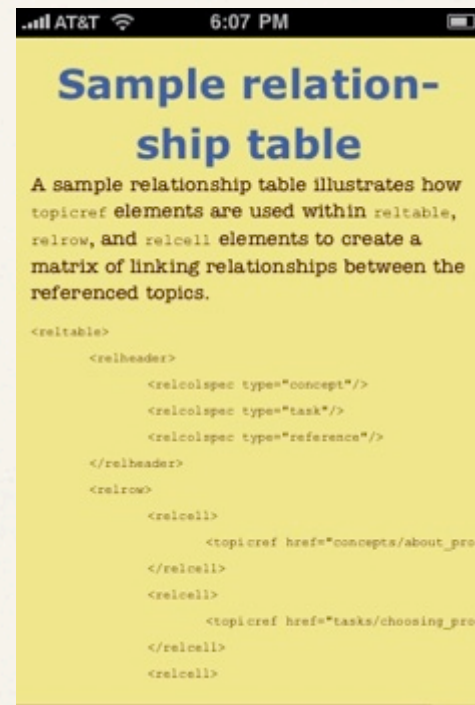 AT&T 6:07 PM
Sample relation-
ship table
A sample relationship table illustrates how
topicref elements are used within reltable,
relrow, and relcell elements to create a
matrix of linking relationships between the
referenced topics.
<reltable>
<relheader>
<relcolspec type="concept"/>
<relcolspec type="task"/>
<relcolspec type="reference"/>
</relheader>
<relrow>
<relcell>
<topicref href="concepts/about_pro
</relcell>
<relcell>
<topicref href="tasks/choosing_pro
</relcell>
<relcell>